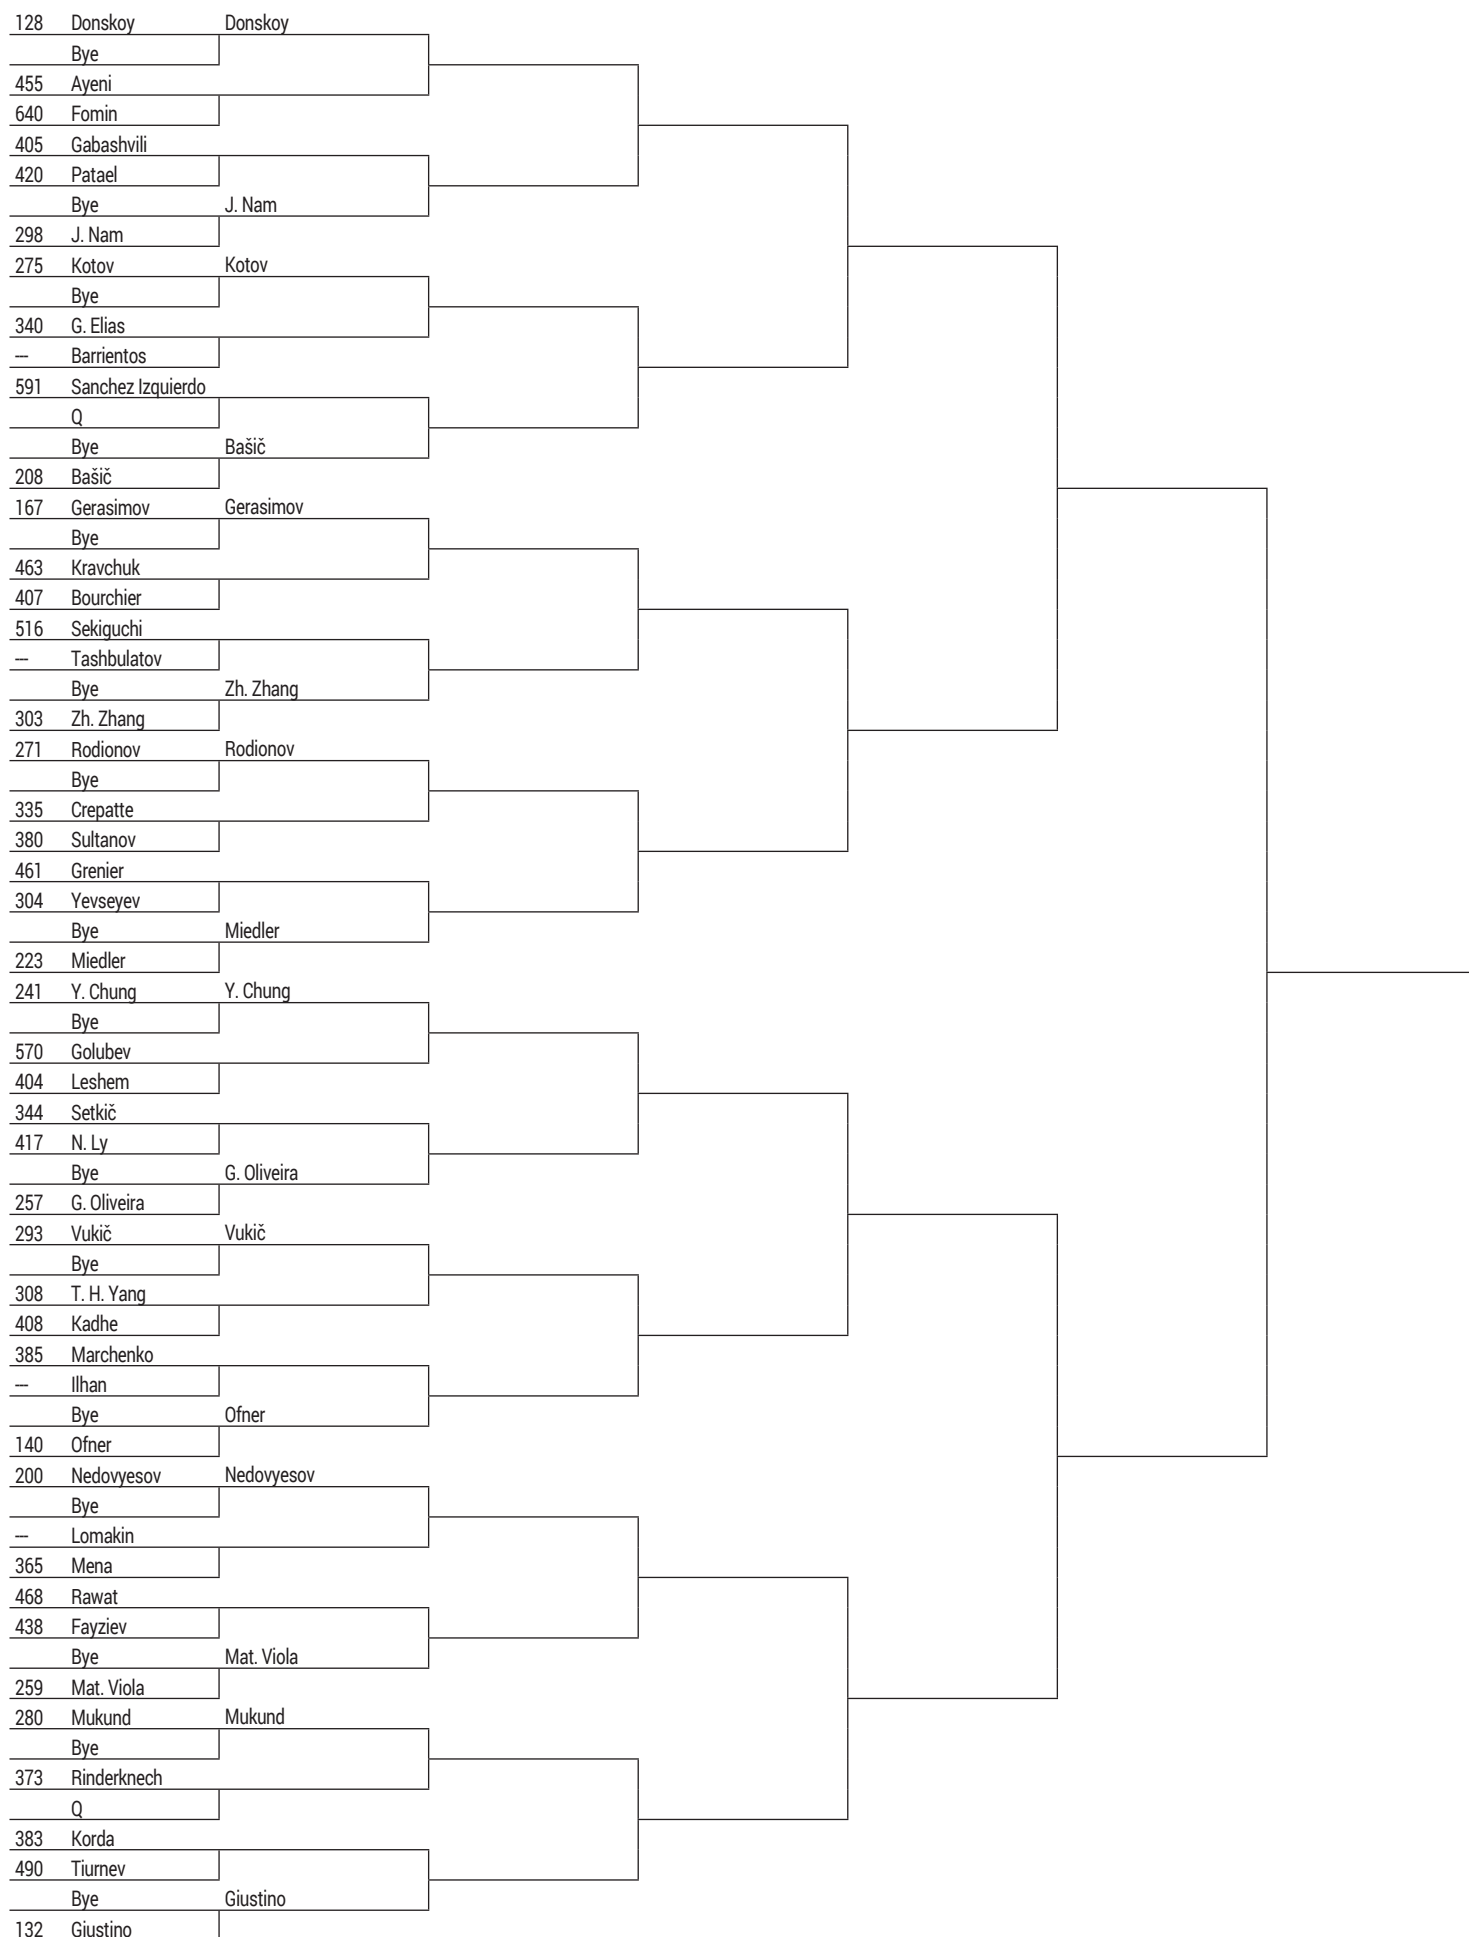 128 Donskoy Donskoy
Bye
455 Ayeni
640 Fomin
405 Gabashvili
420 Patael
Bye J. Nam
298 J. Nam
275 Kotov Kotov
Bye
340 G. Elias
--- Barrientos
591 Sanchez Izquierdo
Q
Bye Bašič
208 Bašič
167 Gerasimov Gerasimov
Bye
463 Kravchuk
407 Bourchier
516 Sekiguchi
--- Tashbulatov
Bye Zh. Zhang
303 Zh. Zhang
271 Rodionov Rodionov
Bye
335 Crepatte
380 Sultanov
461 Grenier
304 Yevseyev
Bye Miedler
223 Miedler
241 Y. Chung Y. Chung
Bye
570 Golubev
404 Leshem
344 Setkič
417 N. Ly
Bye G. Oliveira
257 G. Oliveira
293 Vukič Vukič
Bye
308 T. H. Yang
408 Kadhe
385 Marchenko
--- Ilhan
Bye Ofner
140 Ofner
200 Nedovyesov Nedovyesov
Bye
--- Lomakin
365 Mena
468 Rawat
438 Fayziev
Bye Mat. Viola
259 Mat. Viola
280 Mukund Mukund
Bye
373 Rinderknech
Q
383 Korda
490 Tiurnev
Bye Giustino
132 Giustino